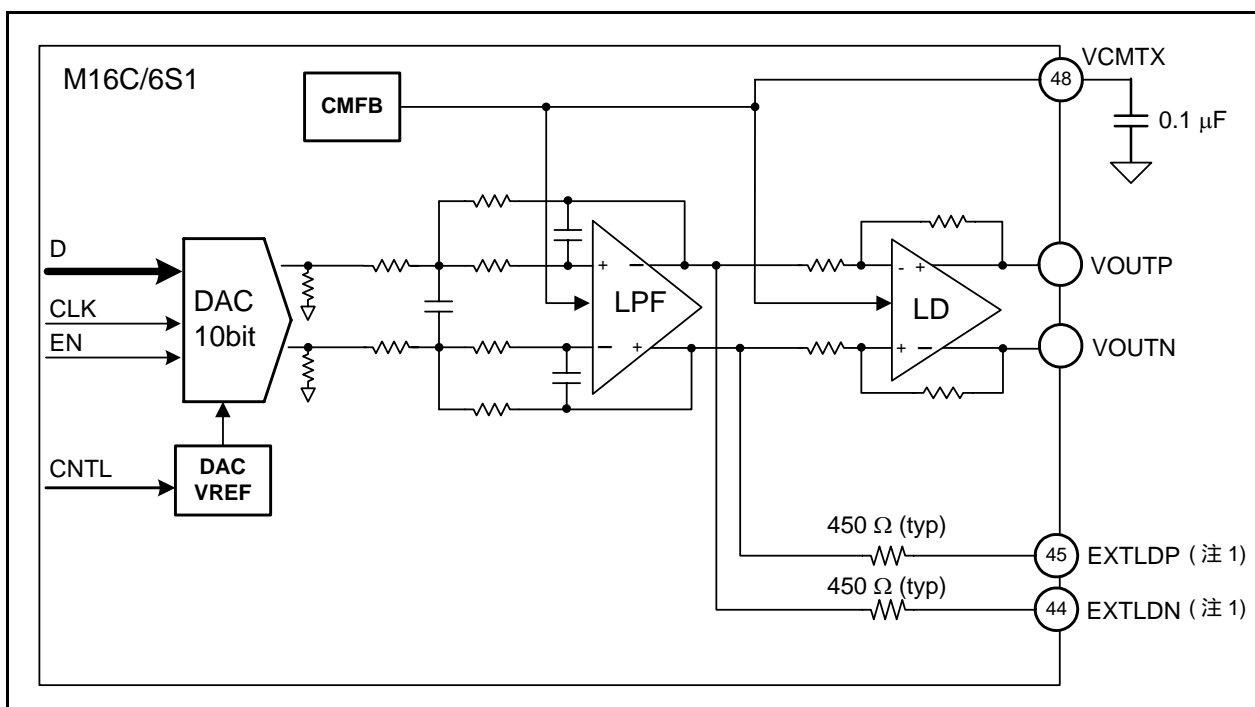 M16C/6S1
CMFB
VCMTX
48
0.1 μF
D
CLK
EN
DAC
10bit
CNTL
DAC
VREF
+
−
LPF
−
+
-
+
LD
+
−
VOUTP
VOUTN
450 Ω (typ)
45
EXTLDP (注 1)
450 Ω (typ)
44
EXTLDN (注 1)